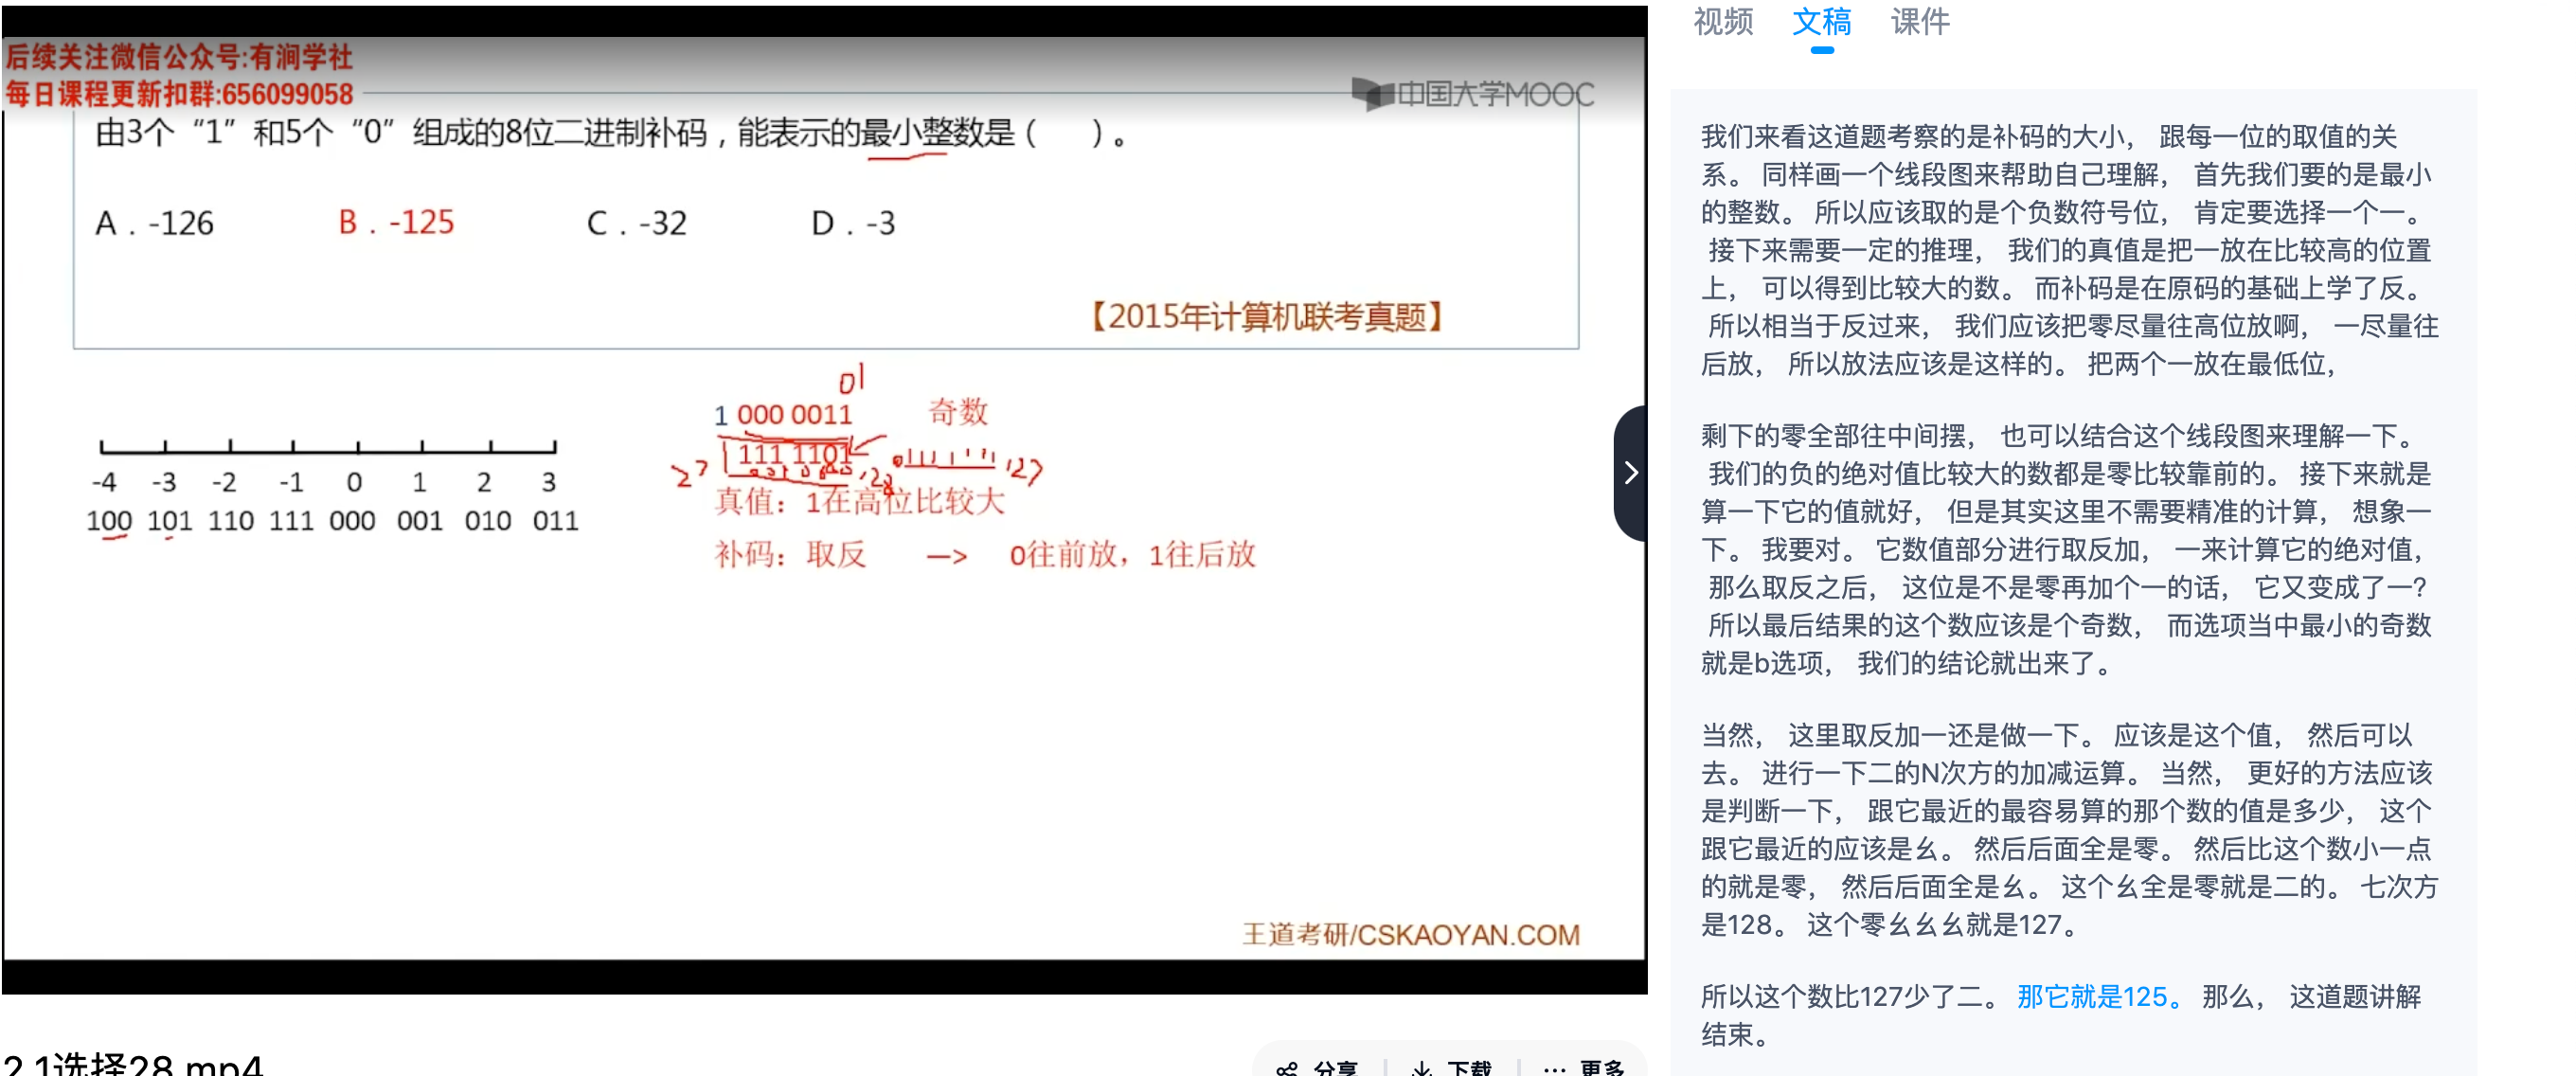 后续关注微信公众号:有涧学社
每日课程更新扣群:656099058
中国大学MOOC
由3个“1”和5个“0”组成的8位二进制补码，能表示的最小整数是（　）。
A．-126 B．-125 C．-32 D．-3
【2015年计算机联考真题】
01
1 000 0011 奇数
111 1101
127
128
-4 -3 -2 -1 0 1 2 3
100 101 110 111 000 001 010 011
真值：1在高位比较大
补码：取反 —> 0往前放，1往后放
王道考研/CSKAOYAN.COM
2.1选择28.mp4
分享 下载 更多
视频 文稿 课件
我们来看这道题考察的是补码的大小， 跟每一位的取值的关
系。 同样画一个线段图来帮助自己理解， 首先我们要的是最小
的整数。 所以应该取的是个负数符号位， 肯定要选择一个一。
接下来需要一定的推理， 我们的真值是把一放在比较高的位置
上， 可以得到比较大的数。 而补码是在原码的基础上学了反。
所以相当于反过来， 我们应该把零尽量往高位放啊， 一尽量往
后放， 所以放法应该是这样的。 把两个一放在最低位，
剩下的零全部往中间摆， 也可以结合这个线段图来理解一下。
我们的负的绝对值比较大的数都是零比较靠前的。 接下来就是
算一下它的值就好， 但是其实这里不需要精准的计算， 想象一
下。 我要对。 它数值部分进行取反加， 一来计算它的绝对值，
那么取反之后， 这位是不是零再加个一的话， 它又变成了一?
所以最后结果的这个数应该是个奇数， 而选项当中最小的奇数
就是b选项， 我们的结论就出来了。
当然， 这里取反加一还是做一下。 应该是这个值， 然后可以
去。 进行一下二的N次方的加减运算。 当然， 更好的方法应该
是判断一下， 跟它最近的最容易算的那个数的值是多少， 这个
跟它最近的应该是幺。 然后后面全是零。 然后比这个数小一点
的就是零， 然后后面全是幺。 这个幺全是零就是二的。 七次方
是128。 这个零幺幺幺就是127。
所以这个数比127少了二。 那它就是125。 那么， 这道题讲解
结束。